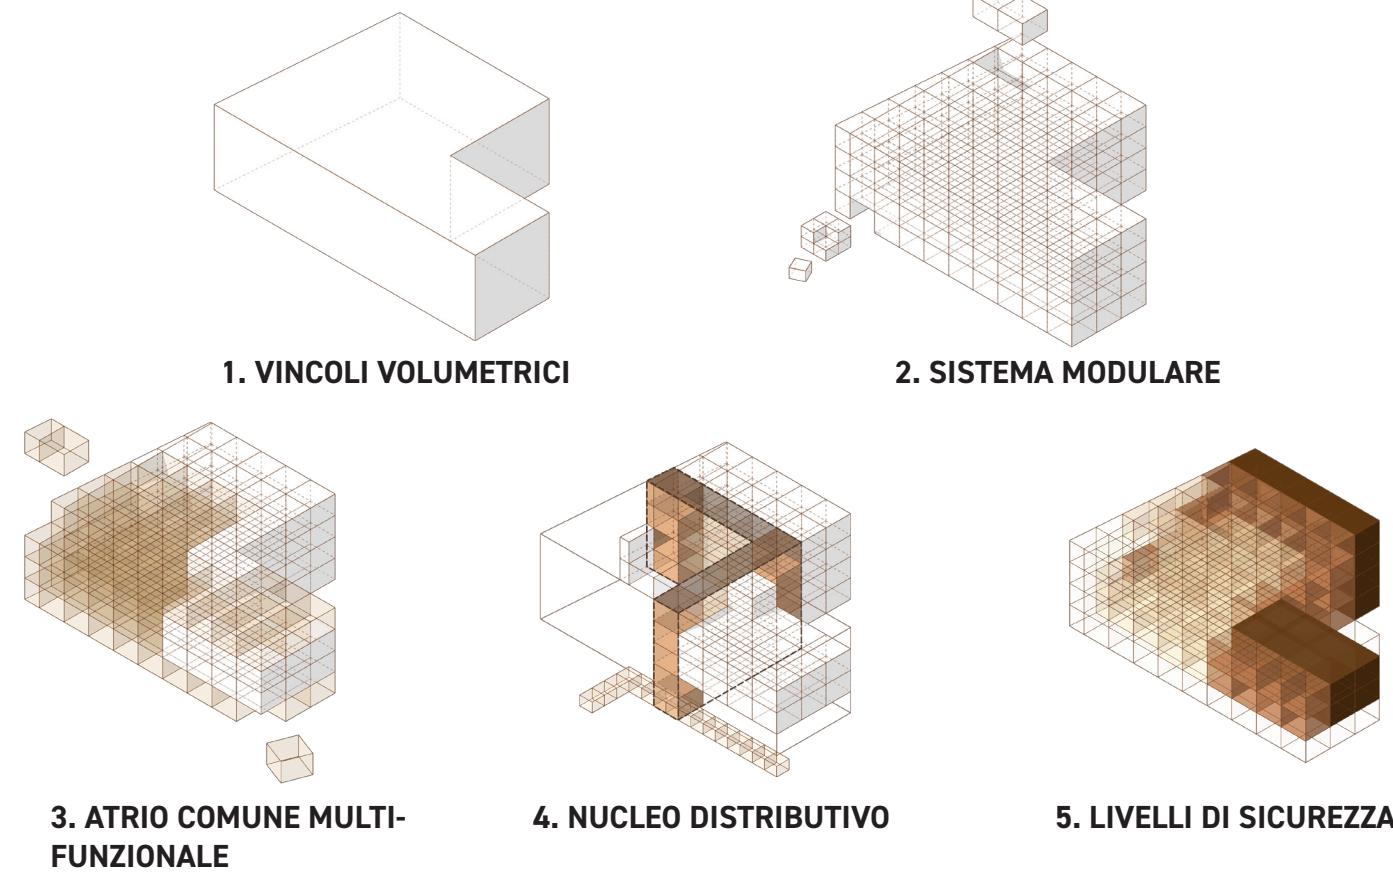 1. VINCOLI VOLUMETRICI
2. SISTEMA MODULARE
3. ATRIO COMUNE MULTI-
FUNZIONALE
4. NUCLEO DISTRIBUTIVO
5. LIVELLI DI SICUREZZA